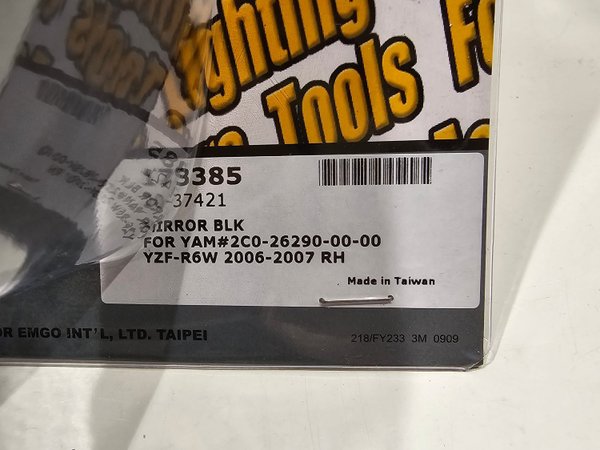 Lighting
Tools
3385
37421
MIRROR BLK
FOR YAM#2C0-26290-00-00
YZF-R6W 2006-2007 RH
Made in Taiwan
OR EMGO INT'L, LTD. TAIPEI
218/FY233 3M 0909